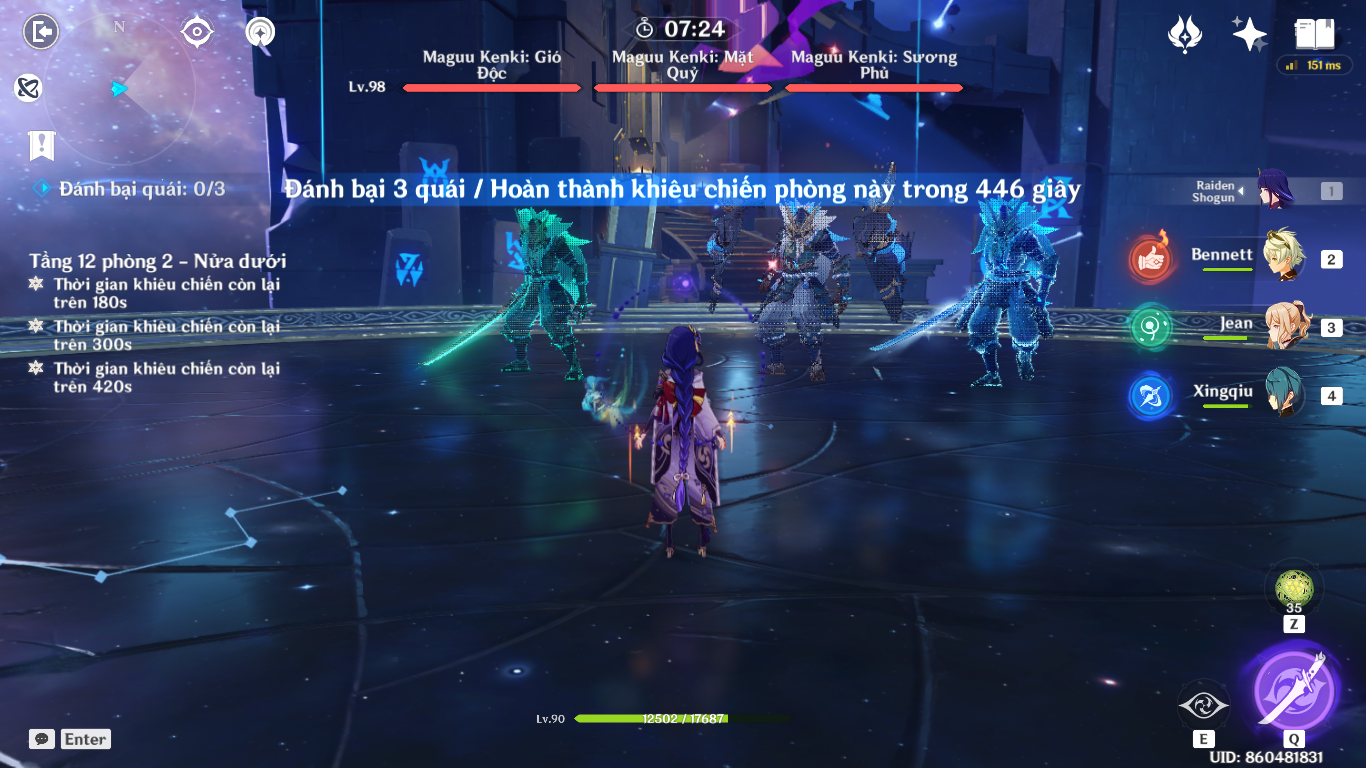 N
07:24
Maguu Kenki: Gió
Độc
Maguu Kenki: Mặt
Quỷ
Maguu Kenki: Sương
Phủ
Lv.98
151 ms
Đánh bại quái: 0/3
Đánh bại 3 quái / Hoàn thành khiêu chiến phòng này trong 446 giây
Tầng 12 phòng 2 - Nửa dưới
Thời gian khiêu chiến còn lại
trên 180s
Thời gian khiêu chiến còn lại
trên 300s
Thời gian khiêu chiến còn lại
trên 420s
Raiden
Shogun
1
Bennett
2
Jean
3
Xingqiu
4
35
Z
Lv.90
12502 / 17687
Enter
E
Q
UID: 860481831